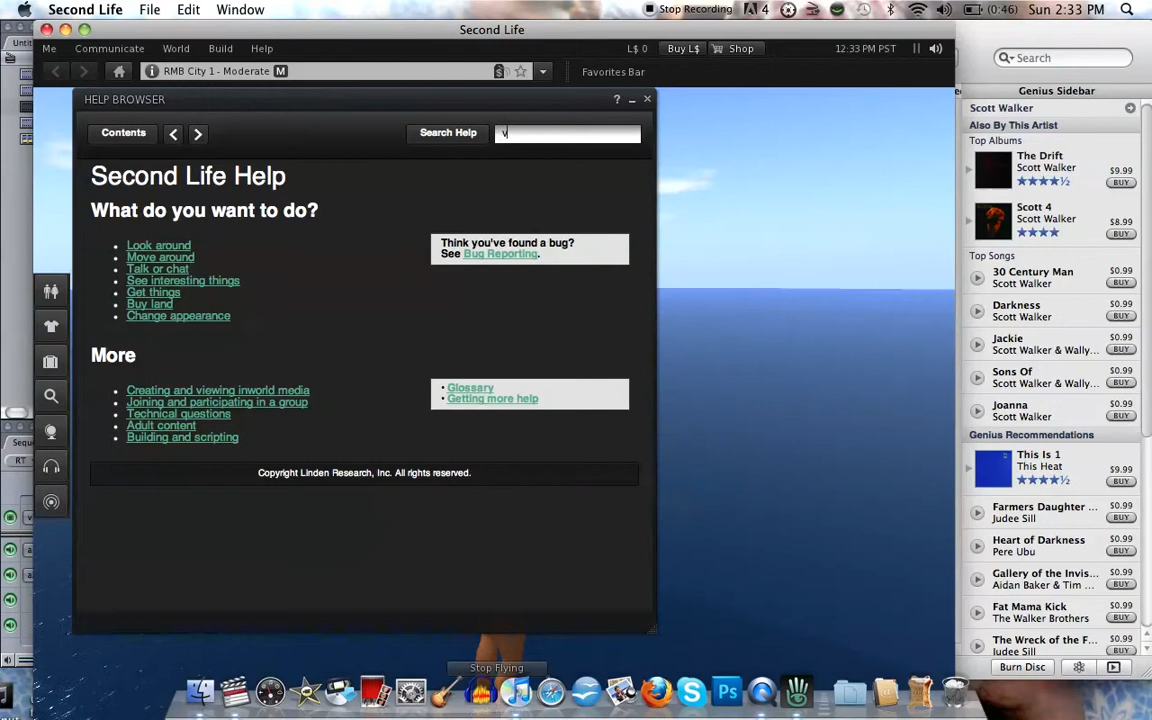 Second Life File Edit Window
Stop Recording 4 (0:46) Sun 2:33 PM
Second Life
Me Communicate World Build Help L$ 0 Buy L$ Shop 12:33 PM PST
RMB City 1 - Moderate M Favorites Bar
HELP BROWSER ?
Contents Search Help v
Second Life Help
What do you want to do?
• Look around
• Move around
• Talk or chat
• See interesting things
• Get things
• Buy land
• Change appearance
Think you've found a bug?
See Bug Reporting.
More
• Creating and viewing inworld media
• Joining and participating in a group
• Technical questions
• Adult content
• Building and scripting
• Glossary
• Getting more help
Copyright Linden Research, Inc. All rights reserved.
Stop Flying
Untit
Seque
RT
v
a
a
Search
Genius Sidebar
Scott Walker
Also By This Artist
Top Albums
The Drift
Scott Walker $9.99
BUY
Scott 4
Scott Walker $8.99
BUY
Top Songs
30 Century Man $0.99
Scott Walker BUY
Darkness $0.99
Scott Walker BUY
Jackie $0.99
Scott Walker & Wally... BUY
Sons Of $0.99
Scott Walker & Wally... BUY
Joanna $0.99
Scott Walker BUY
Genius Recommendations
This Is 1
This Heat $9.99
BUY
Farmers Daughter ... $0.99
Judee Sill BUY
Heart of Darkness $0.99
Pere Ubu BUY
Gallery of the Invis... $0.99
Aidan Baker & Tim ... BUY
Fat Mama Kick $0.99
The Walker Brothers BUY
The Wreck of the F... $0.99
Judee Sill BUY
Burn Disc
Ps